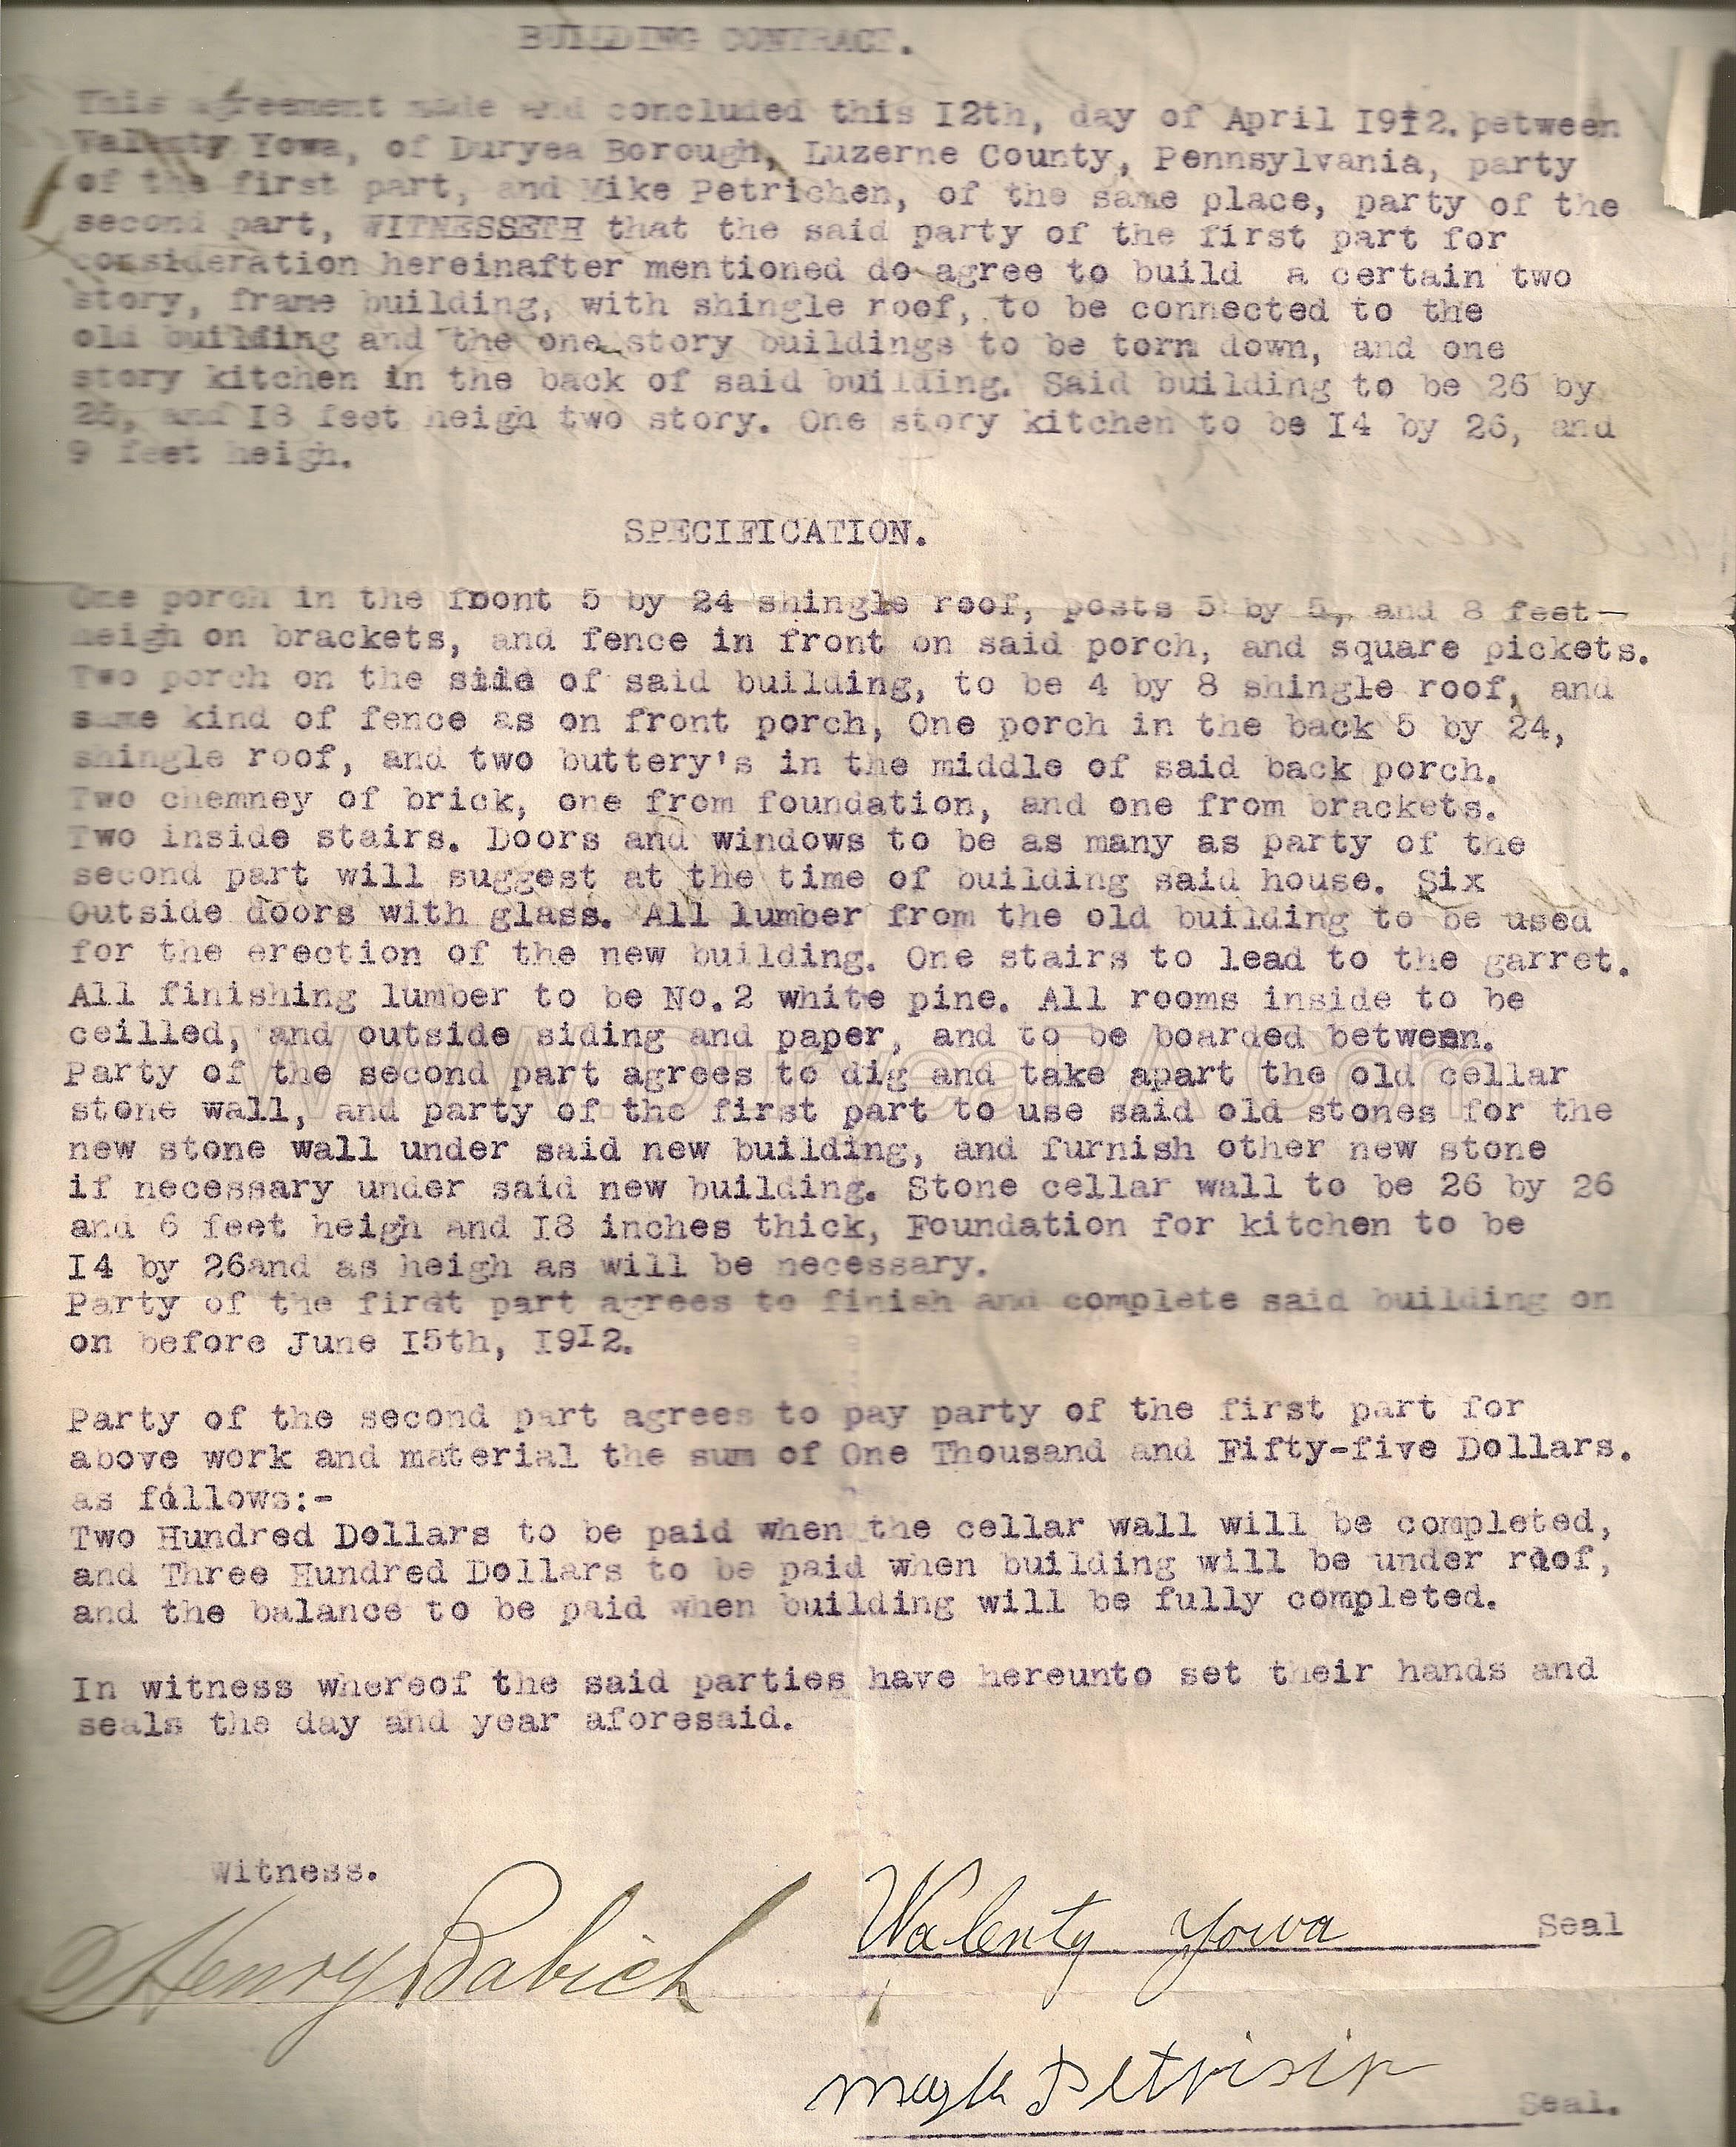 BUILDING CONTRACT.
This agreement made and concluded this I2th, day of April I9I2. between
Valenty Yowa, of Duryea Borough, Luzerne County, Pennsylvania, party
of the first part, and Mike Petrichen, of the same place, party of the
second part, WITNESSETH that the said party of the first part for
consideration hereinafter mentioned do agree to build a certain two
story, frame building, with shingle roof, to be connected to the
old building and the one story buildings to be torn down, and one
story kitchen in the back of said building. Said building to be 26 by
26, and I8 feet heigh two story. One story kitchen to be I4 by 26, and
9 feet heigh.
SPECIFICATION.
One porch in the froont 5 by 24 shingle roof, posts 5 by 5, and 8 feet
heigh on brackets, and fence in front on said porch, and square pickets.
Two porch on the side of said building, to be 4 by 8 shingle roof, and
same kind of fence as on front porch, One porch in the back 5 by 24,
shingle roof, and two buttery's in the middle of said back porch.
Two chemney of brick, one from foundation, and one from brackets.
Two inside stairs. Doors and windows to be as many as party of the
second part will suggest at the time of building said house. Six
Outside doors with glass. All lumber from the old building to be used
for the erection of the new building. One stairs to lead to the garret.
All finishing lumber to be No.2 white pine. All rooms inside to be
ceilled, and outside siding and paper, and to be boarded between.
Party of the second part agrees to dig and take apart the old cellar
stone wall, and party of the first part to use said old stones for the
new stone wall under said new building, and furnish other new stone
if necessary under said new building. Stone cellar wall to be 26 by 26
and 6 feet heigh and I8 inches thick, Foundation for kitchen to be
I4 by 26and as heigh as will be necessary.
Party of the first part agrees to finish and complete said building on
on before June I5th, I9I2.
Party of the second part agrees to pay party of the first part for
above work and material the sum of One Thousand and Fifty-five Dollars.
as follows:-
Two Hundred Dollars to be paid when the cellar wall will be completed,
and Three Hundred Dollars to be paid when building will be under roof,
and the balance to be paid when building will be fully completed.
In witness whereof the said parties have hereunto set their hands and
seals the day and year aforesaid.
Witness.
Henry Babich
Walenty Yowa Seal
Petrisin Seal.